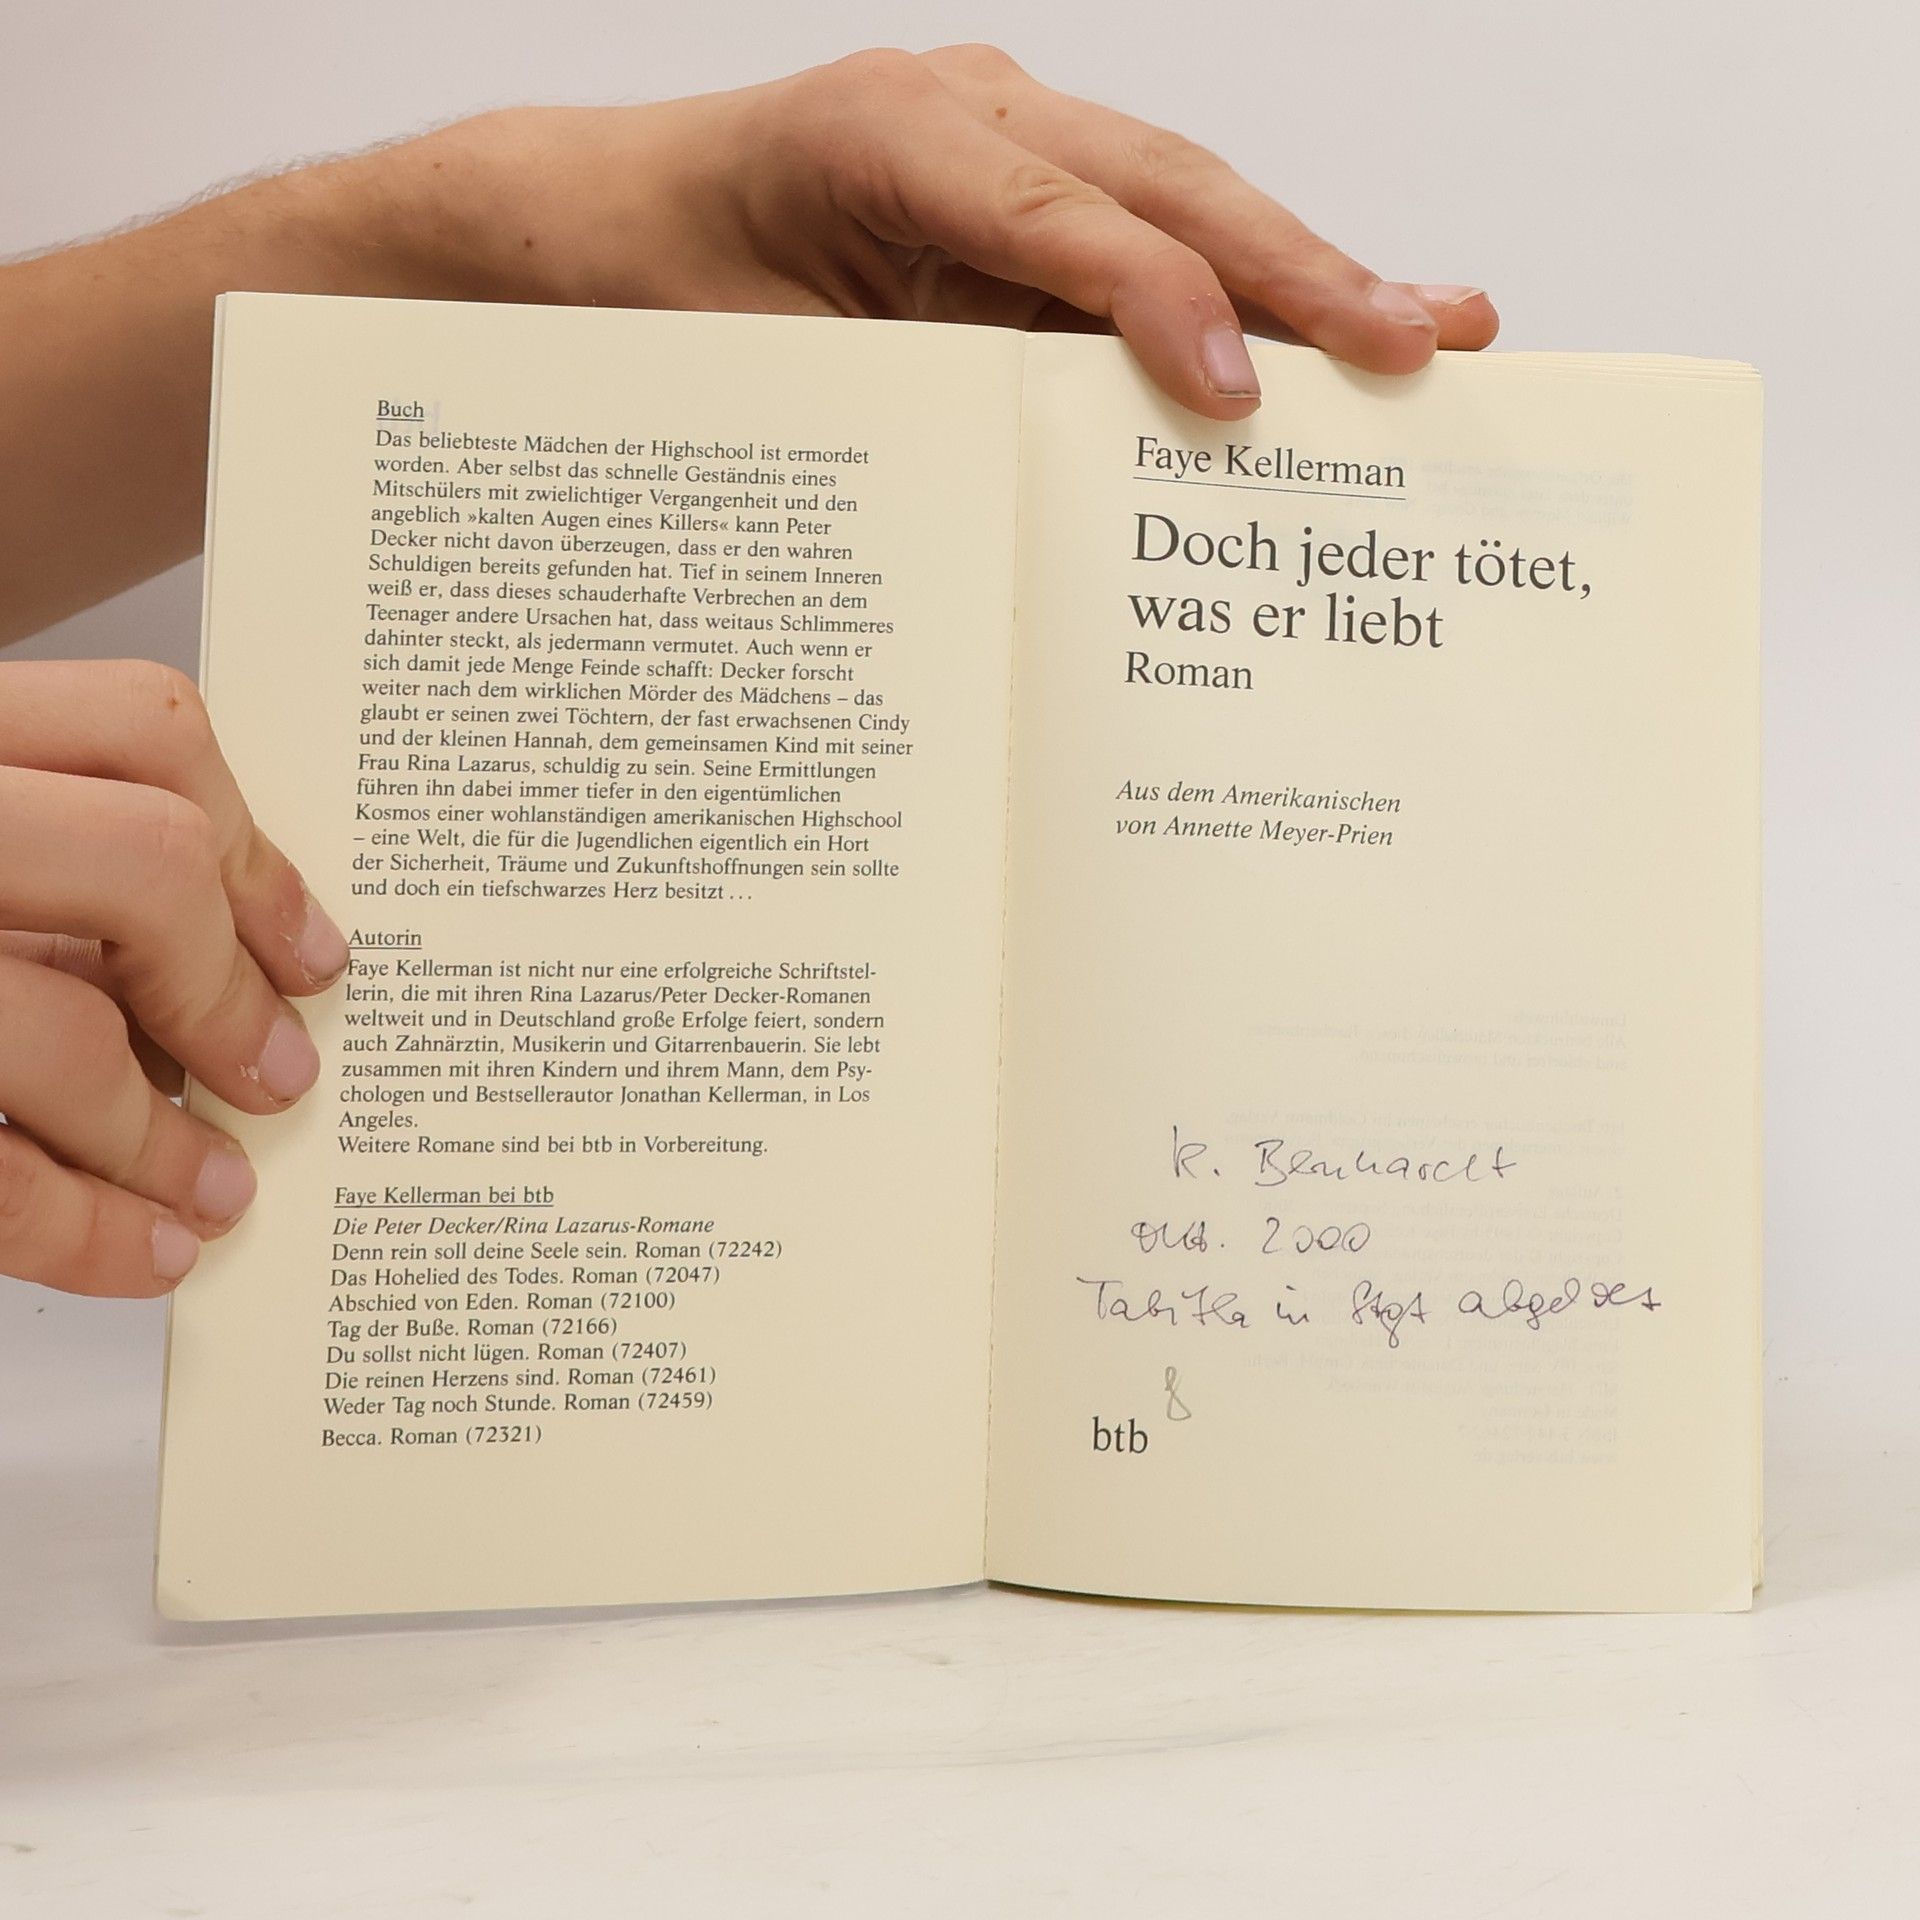 Buch
Das beliebteste Mädchen der Highschool ist ermordet
worden. Aber selbst das schnelle Geständnis eines
Mitschülers mit zwielichtiger Vergangenheit und den
angeblich »kalten Augen eines Killers« kann Peter
Decker nicht davon überzeugen, dass er den wahren
Schuldigen bereits gefunden hat. Tief in seinem Inneren
weiß er, dass dieses schauderhafte Verbrechen an dem
Teenager andere Ursachen hat, dass weitaus Schlimmeres
dahinter steckt, als jedermann vermutet. Auch wenn er
sich damit jede Menge Feinde schafft: Decker forscht
weiter nach dem wirklichen Mörder des Mädchens – das
glaubt er seinen zwei Töchtern, der fast erwachsenen Cindy
und der kleinen Hannah, dem gemeinsamen Kind mit seiner
Frau Rina Lazarus, schuldig zu sein. Seine Ermittlungen
führen ihn dabei immer tiefer in den eigentümlichen
Kosmos einer wohlanständigen amerikanischen Highschool
– eine Welt, die für die Jugendlichen eigentlich ein Hort
der Sicherheit, Träume und Zukunftshoffnungen sein sollte
und doch ein tiefschwarzes Herz besitzt ...
Autorin
Faye Kellerman ist nicht nur eine erfolgreiche Schriftstel-
lerin, die mit ihren Rina Lazarus/Peter Decker-Romanen
weltweit und in Deutschland große Erfolge feiert, sondern
auch Zahnärztin, Musikerin und Gitarrenbauerin. Sie lebt
zusammen mit ihren Kindern und ihrem Mann, dem Psy-
chologen und Bestsellerautor Jonathan Kellerman, in Los
Angeles.
Weitere Romane sind bei btb in Vorbereitung.
Faye Kellerman bei btb
Die Peter Decker/Rina Lazarus-Romane
Denn rein soll deine Seele sein. Roman (72242)
Das Hohelied des Todes. Roman (72047)
Abschied von Eden. Roman (72100)
Tag der Buße. Roman (72166)
Du sollst nicht lügen. Roman (72407)
Die reinen Herzens sind. Roman (72461)
Weder Tag noch Stunde. Roman (72459)
Becca. Roman (72321)
Faye Kellerman
Doch jeder tötet,
was er liebt
Roman
Aus dem Amerikanischen
von Annette Meyer-Prien
K. Bernhardt
Okt. 2000
Tabitha in Stgt abgeholt
btb